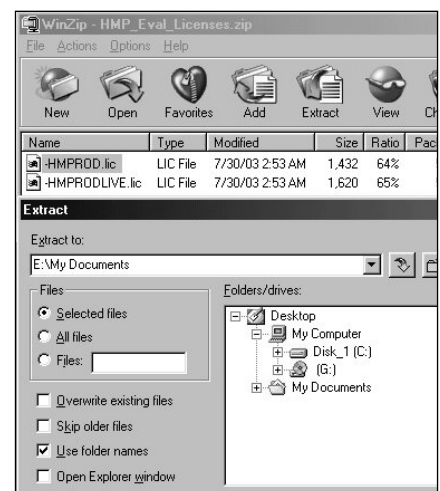 WinZip - HMP_Eval_Licenses.zip
File Actions Options Help
New Open Favorites Add Extract View Ch
Name Type Modified Size Ratio Pac
-HMPROD.lic LIC File 7/30/03 2:53 AM 1,432 64%
-HMPRODLIVE.lic LIC File 7/30/03 2:53 AM 1,620 65%
Extract
Extract to:
E:\My Documents
Files
Selected files
All files
Files:
Overwrite existing files
Skip older files
Use folder names
Open Explorer window
Folders/drives:
Desktop
My Computer
Disk_1 (C:)
(G:)
My Documents